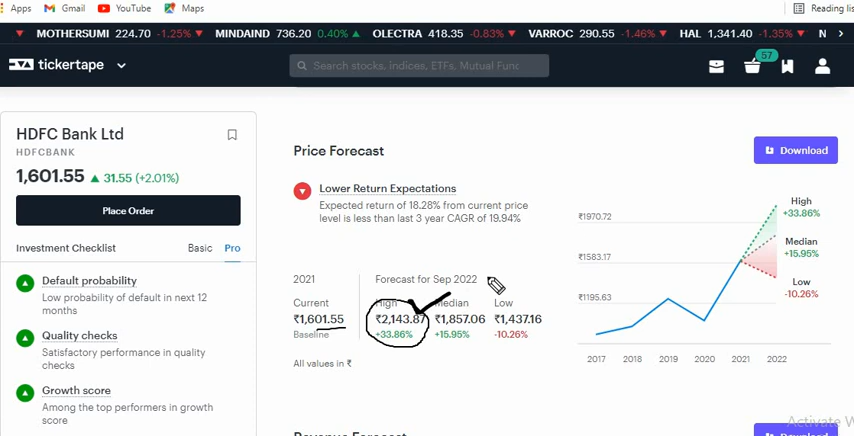 Apps Gmail YouTube Maps Reading lis
MOTHERSUMI 224.70 -1.25% ▼ MINDAIND 736.20 0.40% ▲ OLECTRA 418.35 -0.83% ▼ VARROC 290.55 -1.46% ▼ HAL 1,341.40 -1.35% ▼ N
tickertape
Search stocks, indices, ETFs, Mutual Func
57
HDFC Bank Ltd
HDFCBANK
1,601.55 ▲ 31.55 (+2.01%)
Place Order
Investment Checklist Basic Pro
Default probability
Low probability of default in next 12
months
Quality checks
Satisfactory performance in quality
checks
Growth score
Among the top performers in growth
score
Price Forecast
Download
Lower Return Expectations
Expected return of 18.28% from current price
level is less than last 3 year CAGR of 19.94%
2021 Forecast for Sep 2022
Current High Median Low
₹1,601.55 ₹2,143.87 ₹1,857.06 ₹1,437.16
Baseline +33.86% +15.95% -10.26%
All values in ₹
₹1970.72
₹1583.17
₹1195.63
High
+33.86%
Median
+15.95%
Low
-10.26%
2017 2018 2019 2020 2021 2022
Activate W
Revenue Forecast
Download